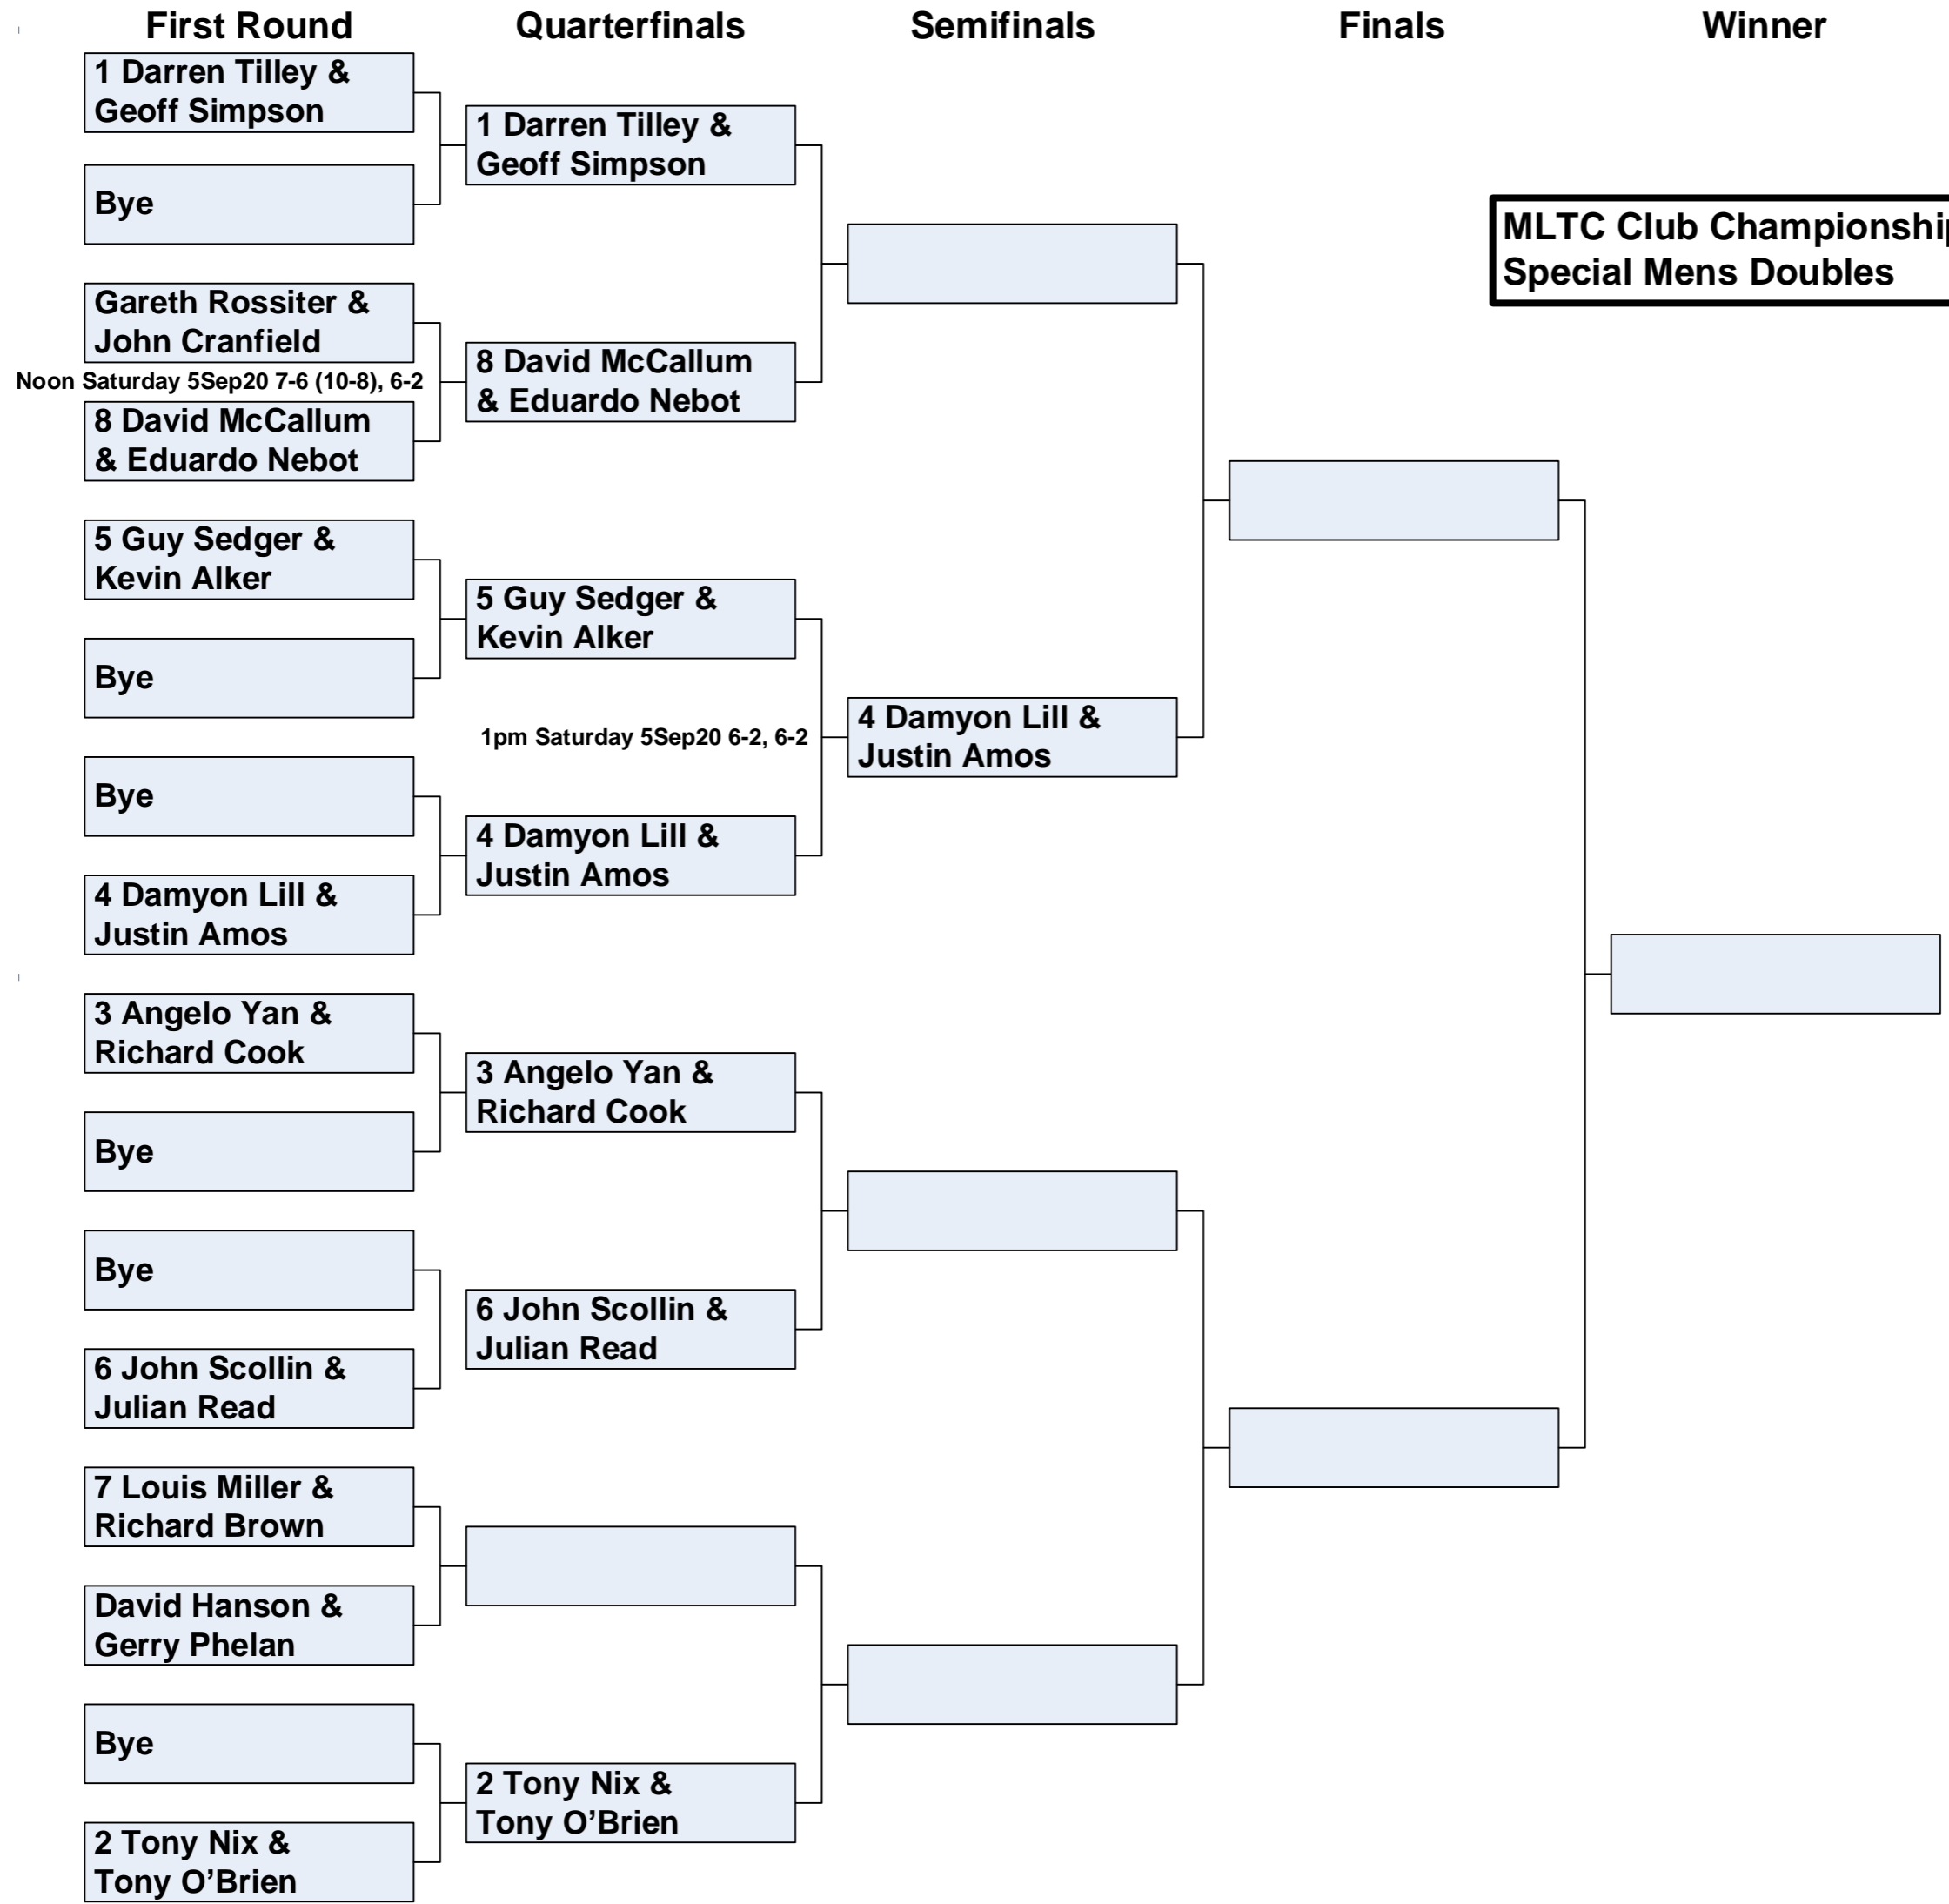 First Round
Quarterfinals
Semifinals
Finals
Winner
1 Darren Tilley &
Geoff Simpson
Bye
Gareth Rossiter &
John Cranfield
Noon Saturday 5Sep20 7-6 (10-8), 6-2
8 David McCallum
& Eduardo Nebot
5 Guy Sedger &
Kevin Alker
Bye
Bye
4 Damyon Lill &
Justin Amos
3 Angelo Yan &
Richard Cook
Bye
Bye
6 John Scollin &
Julian Read
7 Louis Miller &
Richard Brown
David Hanson &
Gerry Phelan
Bye
2 Tony Nix &
Tony O’Brien
1 Darren Tilley &
Geoff Simpson
8 David McCallum
& Eduardo Nebot
5 Guy Sedger &
Kevin Alker
1pm Saturday 5Sep20 6-2, 6-2
4 Damyon Lill &
Justin Amos
3 Angelo Yan &
Richard Cook
6 John Scollin &
Julian Read
2 Tony Nix &
Tony O’Brien
4 Damyon Lill &
Justin Amos
MLTC Club Championship
Special Mens Doubles